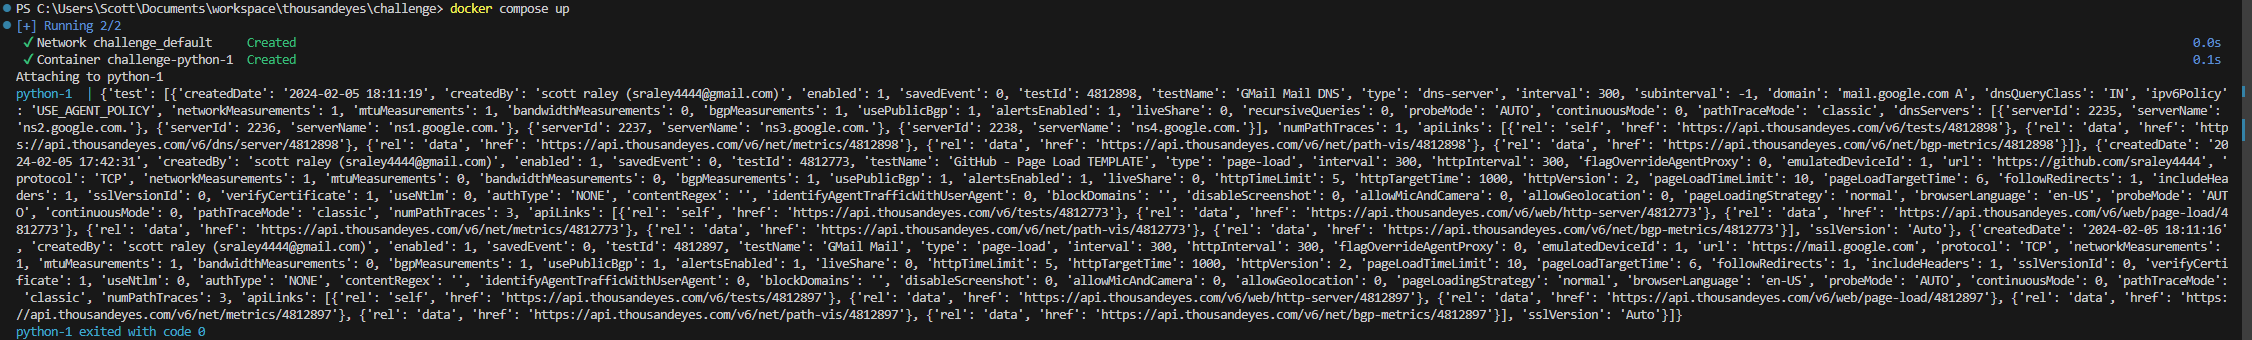 PS C:\Users\Scott\Documents\workspace\thousandeyes\challenge> docker compose up
[+] Running 2/2
✓ Network challenge_default Created 0.0s
✓ Container challenge-python-1 Created 0.1s
Attaching to python-1
python-1 | {'test': [{'createdDate': '2024-02-05 18:11:19', 'createdBy': 'scott raley (sraley4444@gmail.com)', 'enabled': 1, 'savedEvent': 0, 'testId': 4812898, 'testName': 'GMail Mail DNS', 'type': 'dns-server', 'interval': 300, 'subinterval': -1, 'domain': 'mail.google.com A', 'dnsQueryClass': 'IN', 'ipv6Policy'
: 'USE_AGENT_POLICY', 'networkMeasurements': 1, 'mtuMeasurements': 1, 'bandwidthMeasurements': 0, 'bgpMeasurements': 1, 'usePublicBgp': 1, 'alertsEnabled': 1, 'liveShare': 0, 'recursiveQueries': 0, 'probeMode': 'AUTO', 'continuousMode': 0, 'pathTraceMode': 'classic', 'dnsServers': [{'serverId': 2235, 'serverName':
'ns2.google.com.'}, {'serverId': 2236, 'serverName': 'ns1.google.com.'}, {'serverId': 2237, 'serverName': 'ns3.google.com.'}, {'serverId': 2238, 'serverName': 'ns4.google.com.'}], 'numPathTraces': 1, 'apiLinks': [{'rel': 'self', 'href': 'https://api.thousandeyes.com/v6/tests/4812898'}, {'rel': 'data', 'href': 'http
s://api.thousandeyes.com/v6/dns/server/4812898'}, {'rel': 'data', 'href': 'https://api.thousandeyes.com/v6/net/metrics/4812898'}, {'rel': 'data', 'href': 'https://api.thousandeyes.com/v6/net/path-vis/4812898'}, {'rel': 'data', 'href': 'https://api.thousandeyes.com/v6/net/bgp-metrics/4812898'}]}, {'createdDate': '20
24-02-05 17:42:31', 'createdBy': 'scott raley (sraley4444@gmail.com)', 'enabled': 1, 'savedEvent': 0, 'testId': 4812773, 'testName': 'GitHub - Page Load TEMPLATE', 'type': 'page-load', 'interval': 300, 'httpInterval': 300, 'flagOverrideAgentProxy': 0, 'emulatedDeviceId': 1, 'url': 'https://github.com/sraley4444', '
protocol': 'TCP', 'networkMeasurements': 1, 'mtuMeasurements': 0, 'bandwidthMeasurements': 0, 'bgpMeasurements': 1, 'usePublicBgp': 1, 'alertsEnabled': 1, 'liveShare': 0, 'httpTimeLimit': 5, 'httpTargetTime': 1000, 'httpVersion': 2, 'pageLoadTimeLimit': 10, 'pageLoadTargetTime': 6, 'followRedirects': 1, 'includeHea
ders': 1, 'sslVersionId': 0, 'verifyCertificate': 1, 'useNtlm': 0, 'authType': 'NONE', 'contentRegex': '', 'identifyAgentTrafficWithUserAgent': 0, 'blockDomains': '', 'disableScreenshot': 0, 'allowMicAndCamera': 0, 'allowGeolocation': 0, 'pageLoadingStrategy': 'normal', 'browserLanguage': 'en-US', 'probeMode': 'AUT
O', 'continuousMode': 0, 'pathTraceMode': 'classic', 'numPathTraces': 3, 'apiLinks': [{'rel': 'self', 'href': 'https://api.thousandeyes.com/v6/tests/4812773'}, {'rel': 'data', 'href': 'https://api.thousandeyes.com/v6/web/http-server/4812773'}, {'rel': 'data', 'href': 'https://api.thousandeyes.com/v6/web/page-load/4
812773'}, {'rel': 'data', 'href': 'https://api.thousandeyes.com/v6/net/metrics/4812773'}, {'rel': 'data', 'href': 'https://api.thousandeyes.com/v6/net/path-vis/4812773'}, {'rel': 'data', 'href': 'https://api.thousandeyes.com/v6/net/bgp-metrics/4812773'}], 'sslVersion': 'Auto'}, {'createdDate': '2024-02-05 18:11:16'
, 'createdBy': 'scott raley (sraley4444@gmail.com)', 'enabled': 1, 'savedEvent': 0, 'testId': 4812897, 'testName': 'GMail Mail', 'type': 'page-load', 'interval': 300, 'httpInterval': 300, 'flagOverrideAgentProxy': 0, 'emulatedDeviceId': 1, 'url': 'https://mail.google.com', 'protocol': 'TCP', 'networkMeasurements':
1, 'mtuMeasurements': 1, 'bandwidthMeasurements': 0, 'bgpMeasurements': 1, 'usePublicBgp': 1, 'alertsEnabled': 1, 'liveShare': 0, 'httpTimeLimit': 5, 'httpTargetTime': 1000, 'httpVersion': 2, 'pageLoadTimeLimit': 10, 'pageLoadTargetTime': 6, 'followRedirects': 1, 'includeHeaders': 1, 'sslVersionId': 0, 'verifyCerti
ficate': 1, 'useNtlm': 0, 'authType': 'NONE', 'contentRegex': '', 'identifyAgentTrafficWithUserAgent': 0, 'blockDomains': '', 'disableScreenshot': 0, 'allowMicAndCamera': 0, 'allowGeolocation': 0, 'pageLoadingStrategy': 'normal', 'browserLanguage': 'en-US', 'probeMode': 'AUTO', 'continuousMode': 0, 'pathTraceMode':
'classic', 'numPathTraces': 3, 'apiLinks': [{'rel': 'self', 'href': 'https://api.thousandeyes.com/v6/tests/4812897'}, {'rel': 'data', 'href': 'https://api.thousandeyes.com/v6/web/http-server/4812897'}, {'rel': 'data', 'href': 'https://api.thousandeyes.com/v6/web/page-load/4812897'}, {'rel': 'data', 'href': 'https:
//api.thousandeyes.com/v6/net/metrics/4812897'}, {'rel': 'data', 'href': 'https://api.thousandeyes.com/v6/net/path-vis/4812897'}, {'rel': 'data', 'href': 'https://api.thousandeyes.com/v6/net/bgp-metrics/4812897'}], 'sslVersion': 'Auto'}]}
python-1 exited with code 0